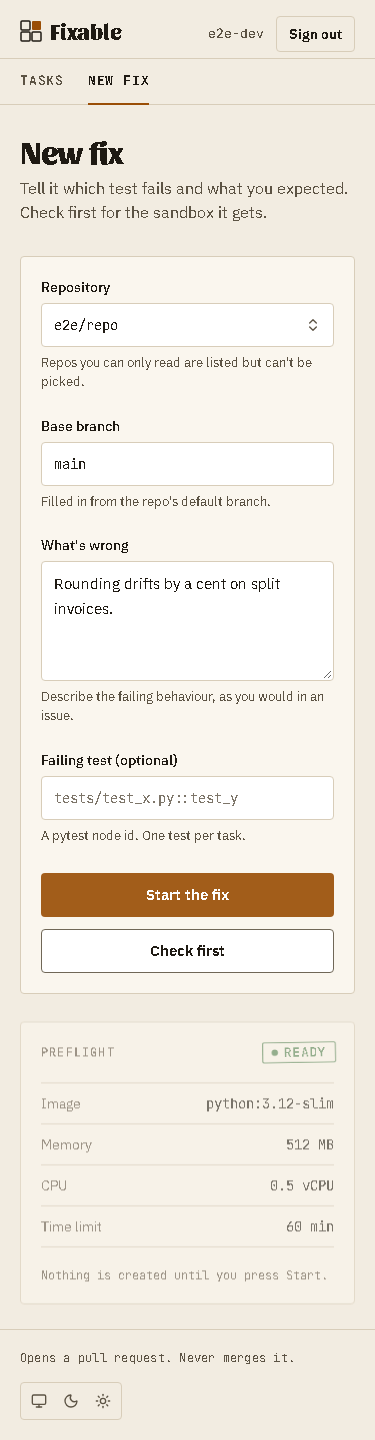 Fixable
e2e-dev
Sign out
TASKS
NEW FIX
New fix
Tell it which test fails and what you expected.
Check first for the sandbox it gets.
Repository
e2e/repo
Repos you can only read are listed but can't be
picked.
Base branch
main
Filled in from the repo's default branch.
What's wrong
Rounding drifts by a cent on split
invoices.
Describe the failing behaviour, as you would in an
issue.
Failing test (optional)
tests/test_x.py::test_y
A pytest node id. One test per task.
Start the fix
Check first
PREFLIGHT
READY
Image
python:3.12-slim
Memory
512 MB
CPU
0.5 vCPU
Time limit
60 min
Nothing is created until you press Start.
Opens a pull request. Never merges it.